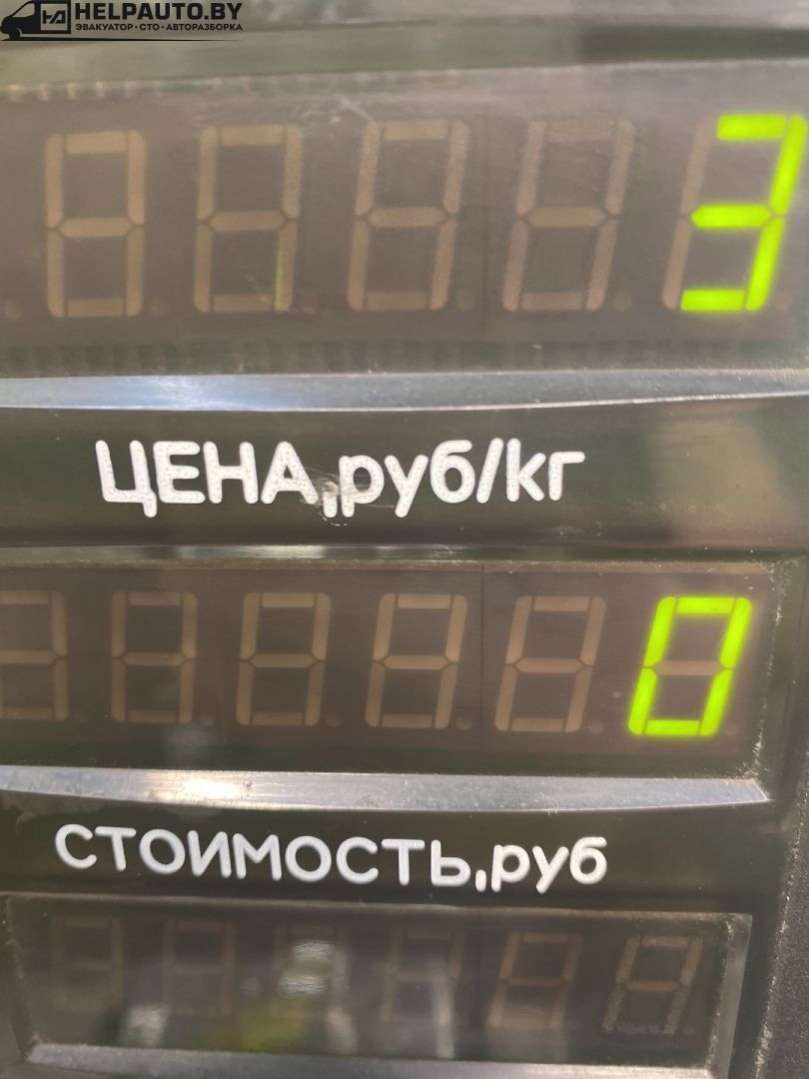 HELPAUTO.BY
ЭВАКУАТОР • СТО • АВТОРАЗБОРКА
3
ЦЕНА,руб/кг
0
СТОИМОСТЬ,руб